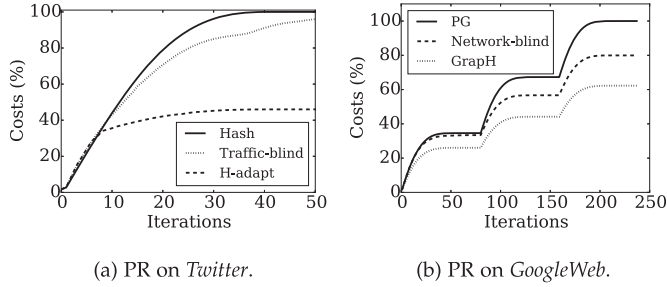 100
80
60
40
20
0
Costs (%)
Hash
Traffic-blind
H-adapt
0 10 20 30 40 50
Iterations
(a) PR on Twitter.
100
80
60
40
20
0
Costs (%)
PG
Network-blind
GrapH
0 50 100 150 200 250
Iterations
(b) PR on GoogleWeb.